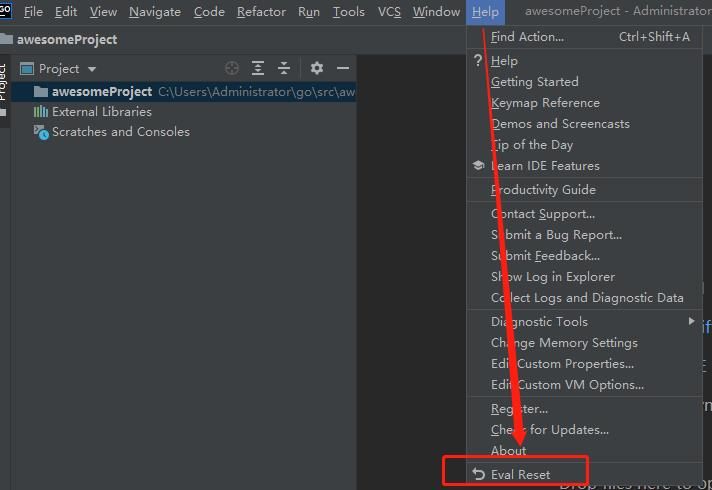 GO File Edit View Navigate Code Refactor Run Tools VCS Window Help awesomeProject - Administrator
awesomeProject
Project
Project
awesomeProject C:\Users\Administrator\go\src\aw
External Libraries
Scratches and Consoles
Find Action... Ctrl+Shift+A
? Help
Getting Started
Keymap Reference
Demos and Screencasts
Tip of the Day
Learn IDE Features
Productivity Guide
Contact Support...
Submit a Bug Report...
Submit Feedback...
Show Log in Explorer
Collect Logs and Diagnostic Data
Diagnostic Tools
Change Memory Settings
Edit Custom Properties...
Edit Custom VM Options...
Register...
Check for Updates...
About
Eval Reset
Drop files here to op